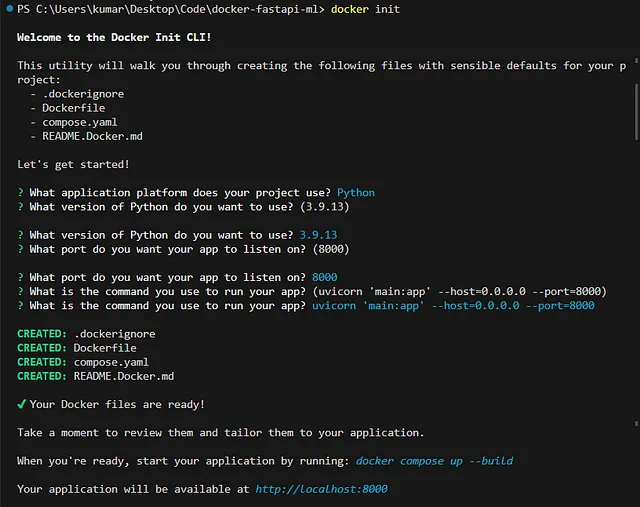 PS C:\Users\kumar\Desktop\Code\docker-fastapi-ml> docker init
Welcome to the Docker Init CLI!
This utility will walk you through creating the following files with sensible defaults for your p
roject:
- .dockerignore
- Dockerfile
- compose.yaml
- README.Docker.md
Let's get started!
? What application platform does your project use? Python
? What version of Python do you want to use? (3.9.13)
? What version of Python do you want to use? 3.9.13
? What port do you want your app to listen on? (8000)
? What port do you want your app to listen on? 8000
? What is the command you use to run your app? (uvicorn 'main:app' --host=0.0.0.0 --port=8000)
? What is the command you use to run your app? uvicorn 'main:app' --host=0.0.0.0 --port=8000
CREATED: .dockerignore
CREATED: Dockerfile
CREATED: compose.yaml
CREATED: README.Docker.md
✔ Your Docker files are ready!
Take a moment to review them and tailor them to your application.
When you're ready, start your application by running: docker compose up --build
Your application will be available at http://localhost:8000